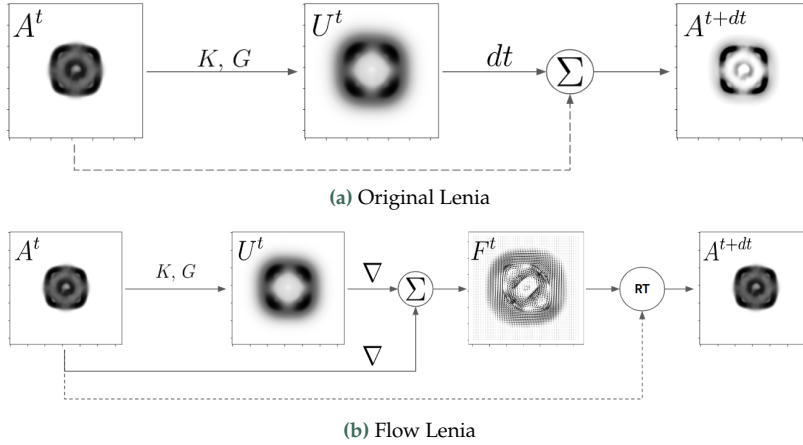 A^t
K, G
U^t
dt
Σ
A^{t+dt}
(a) Original Lenia
A^t
K, G
U^t
∇
Σ
∇
F^t
RT
A^{t+dt}
(b) Flow Lenia